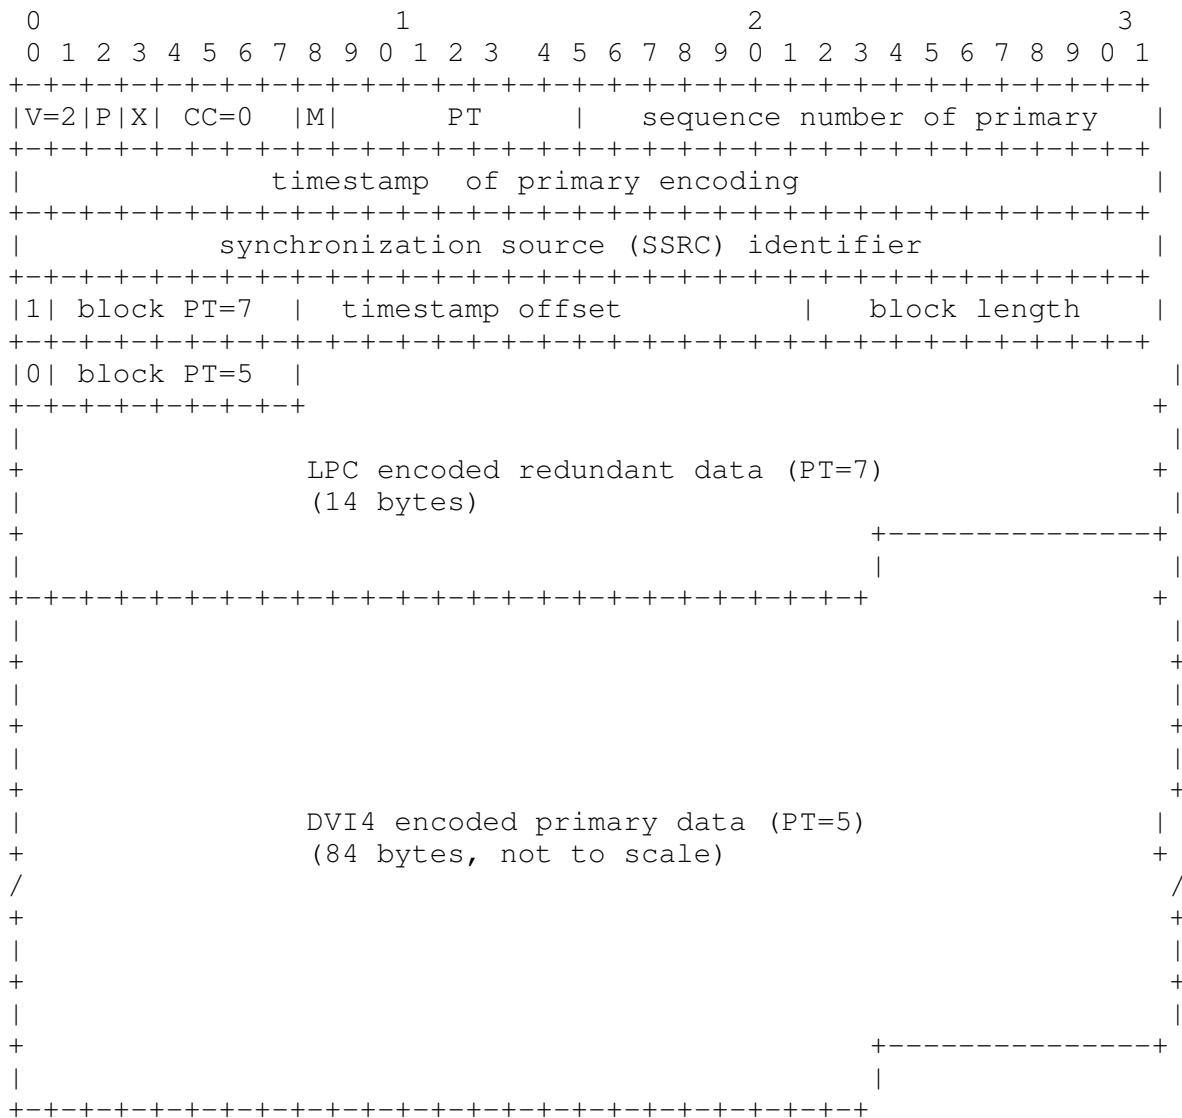 0                    1                   2                    3
 0 1 2 3 4 5 6 7 8 9 0 1 2 3  4 5 6 7 8 9 0 1 2 3 4 5 6 7 8 9 0 1
+-+-+-+-+-+-+-+-+-+-+-+-+-+-+-+-+-+-+-+-+-+-+-+-+-+-+-+-+-+-+-+-+
|V=2|P|X| CC=0  |M|      PT     |   sequence number of primary   |
+-+-+-+-+-+-+-+-+-+-+-+-+-+-+-+-+-+-+-+-+-+-+-+-+-+-+-+-+-+-+-+-+
|              timestamp  of primary encoding                    |
+-+-+-+-+-+-+-+-+-+-+-+-+-+-+-+-+-+-+-+-+-+-+-+-+-+-+-+-+-+-+-+-+
|           synchronization source (SSRC) identifier             |
+-+-+-+-+-+-+-+-+-+-+-+-+-+-+-+-+-+-+-+-+-+-+-+-+-+-+-+-+-+-+-+-+
|1| block PT=7  |  timestamp offset          |   block length    |
+-+-+-+-+-+-+-+-+-+-+-+-+-+-+-+-+-+-+-+-+-+-+-+-+-+-+-+-+-+-+-+-+
|0| block PT=5  |                                                 |
+-+-+-+-+-+-+-+-+                                                +
|                                                                 |
+                LPC encoded redundant data (PT=7)               +
|                (14 bytes)                                       |
+                                                +---------------+
|                                                |                |
+-+-+-+-+-+-+-+-+-+-+-+-+-+-+-+-+-+-+-+-+-+-+-+-+                +
|                                                                 |
+                                                                 +
|                                                                 |
+                                                                 +
|                                                                 |
+                                                                 +
|                DVI4 encoded primary data (PT=5)                |
+                (84 bytes, not to scale)                        +
/                                                                 /
+                                                                 +
|                                                                 |
+                                                                 +
|                                                                 |
+                                                +---------------+
|                                                |
+-+-+-+-+-+-+-+-+-+-+-+-+-+-+-+-+-+-+-+-+-+-+-+-+